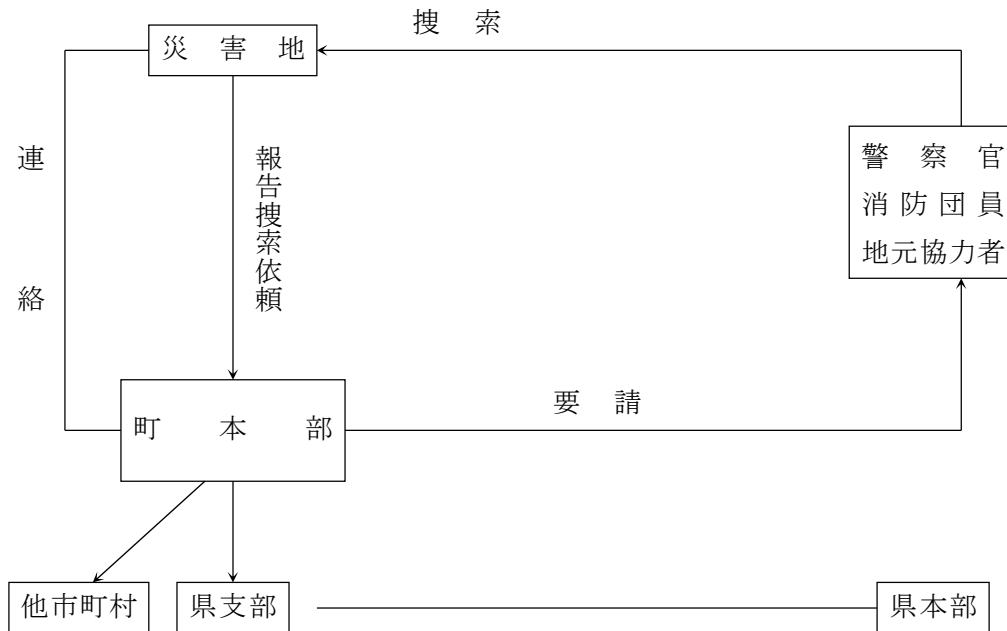 捜索
災害地
連絡
報告捜索依頼
警察官
消防団員
地元協力者
要請
町本部
他市町村
県支部
県本部